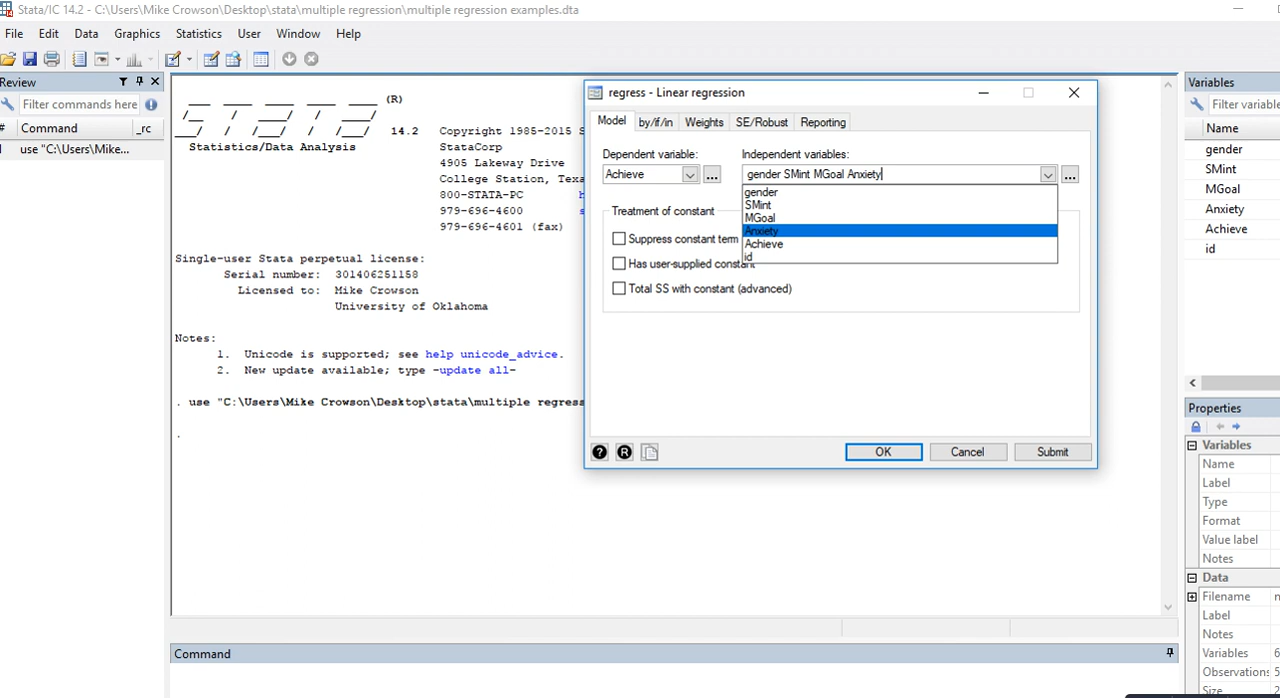 Stata/IC 14.2 - C:\Users\Mike Crowson\Desktop\stata\multiple regression\multiple regression examples.dta
File Edit Data Graphics Statistics User Window Help
Review
Filter commands here
# Command _rc
1 use "C:\Users\Mike...
(R)
STATA 14.2 Copyright 1985-2015 S
Statistics/Data Analysis StataCorp
4905 Lakeway Drive
College Station, Texa
800-STATA-PC h
979-696-4600 s
979-696-4601 (fax)
Single-user Stata perpetual license:
Serial number: 301406251158
Licensed to: Mike Crowson
University of Oklahoma
Notes:
1. Unicode is supported; see help unicode_advice.
2. New update available; type -update all-
. use "C:\Users\Mike Crowson\Desktop\stata\multiple regress
.
regress - Linear regression
Model by/if/in Weights SE/Robust Reporting
Dependent variable: Independent variables:
Achieve ... gender SMint MGoal Anxiety ...
gender
SMint
MGoal
Anxiety
Achieve
id
Treatment of constant
Suppress constant term
Has user-supplied constant
Total SS with constant (advanced)
? R
OK Cancel Submit
Command
Variables
Filter variable
Name
gender
SMint
MGoal
Anxiety
Achieve
id
Properties
Variables
Name
Label
Type
Format
Value label
Notes
Data
Filename
Label
Notes
Variables 6
Observations 5
Size 2